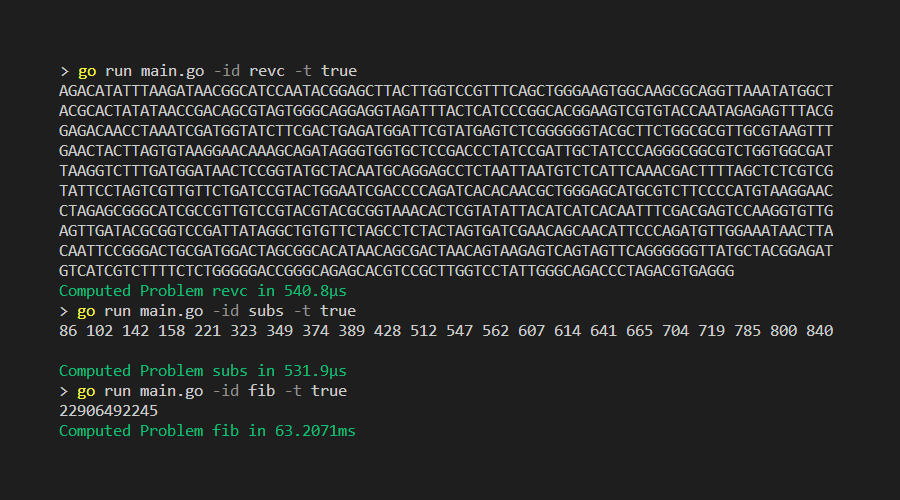 > go run main.go -id revc -t true
AGACATATTTAAGATAACGGCATCCAATACGGAGCTTACTTGGTCCGTTTCAGCTGGGAAGTGGCAAGCGCAGGTTAAATATGGCT
ACGCACTATATAACCGACAGCGTAGTGGGCAGGAGGTAGATTTACTCATCCCGGCACGGAAGTCGTGTACCAATAGAGAGTTTACG
GAGACAACCTAAATCGATGGTATCTTCGACTGAGATGGATTCGTATGAGTCTCGGGGGGTACGCTTCTGGCGCGTTGCGTAAGTTT
GAACTACTTAGTGTAAGGAACAAAGCAGATAGGGTGGTGCTCCGACCCTATCCGATTGCTATCCCAGGGCGGCGTCTGGTGGCGAT
TAAGGTCTTTGATGGATAACTCCGGTATGCTACAATGCAGGAGCCTCTAATTAATGTCTCATTCAAACGACTTTTAGCTCTCGTCG
TATTCCTAGTCGTTGTTCTGATCCGTACTGGAATCGACCCCAGATCACACAACGCTGGGAGCATGCGTCTTCCCCATGTAAGGAAC
CTAGAGCGGGCATCGCCGTTGTCCGTACGTACGCGGTAAACACTCGTATATTACATCATCACAATTTCGACGAGTCCAAGGTGTTG
AGTTGATACGCGGTCCGATTATAGGCTGTGTTCTAGCCTCTACTAGTGATCGAACAGCAACATTCCCAGATGTTGGAAATAACTTA
CAATTCCGGGACTGCGATGGACTAGCGGCACATAACAGCGACTAACAGTAAGAGTCAGTAGTTCAGGGGGGTTATGCTACGGAGAT
GTCATCGTCTTTTCTCTGGGGGACCGGGCAGAGCACGTCCGCTTGGTCCTATTGGGCAGACCCTAGACGTGAGGG
Computed Problem revc in 540.8µs
> go run main.go -id subs -t true
86 102 142 158 221 323 349 374 389 428 512 547 562 607 614 641 665 704 719 785 800 840
Computed Problem subs in 531.9µs
> go run main.go -id fib -t true
22906492245
Computed Problem fib in 63.2071ms